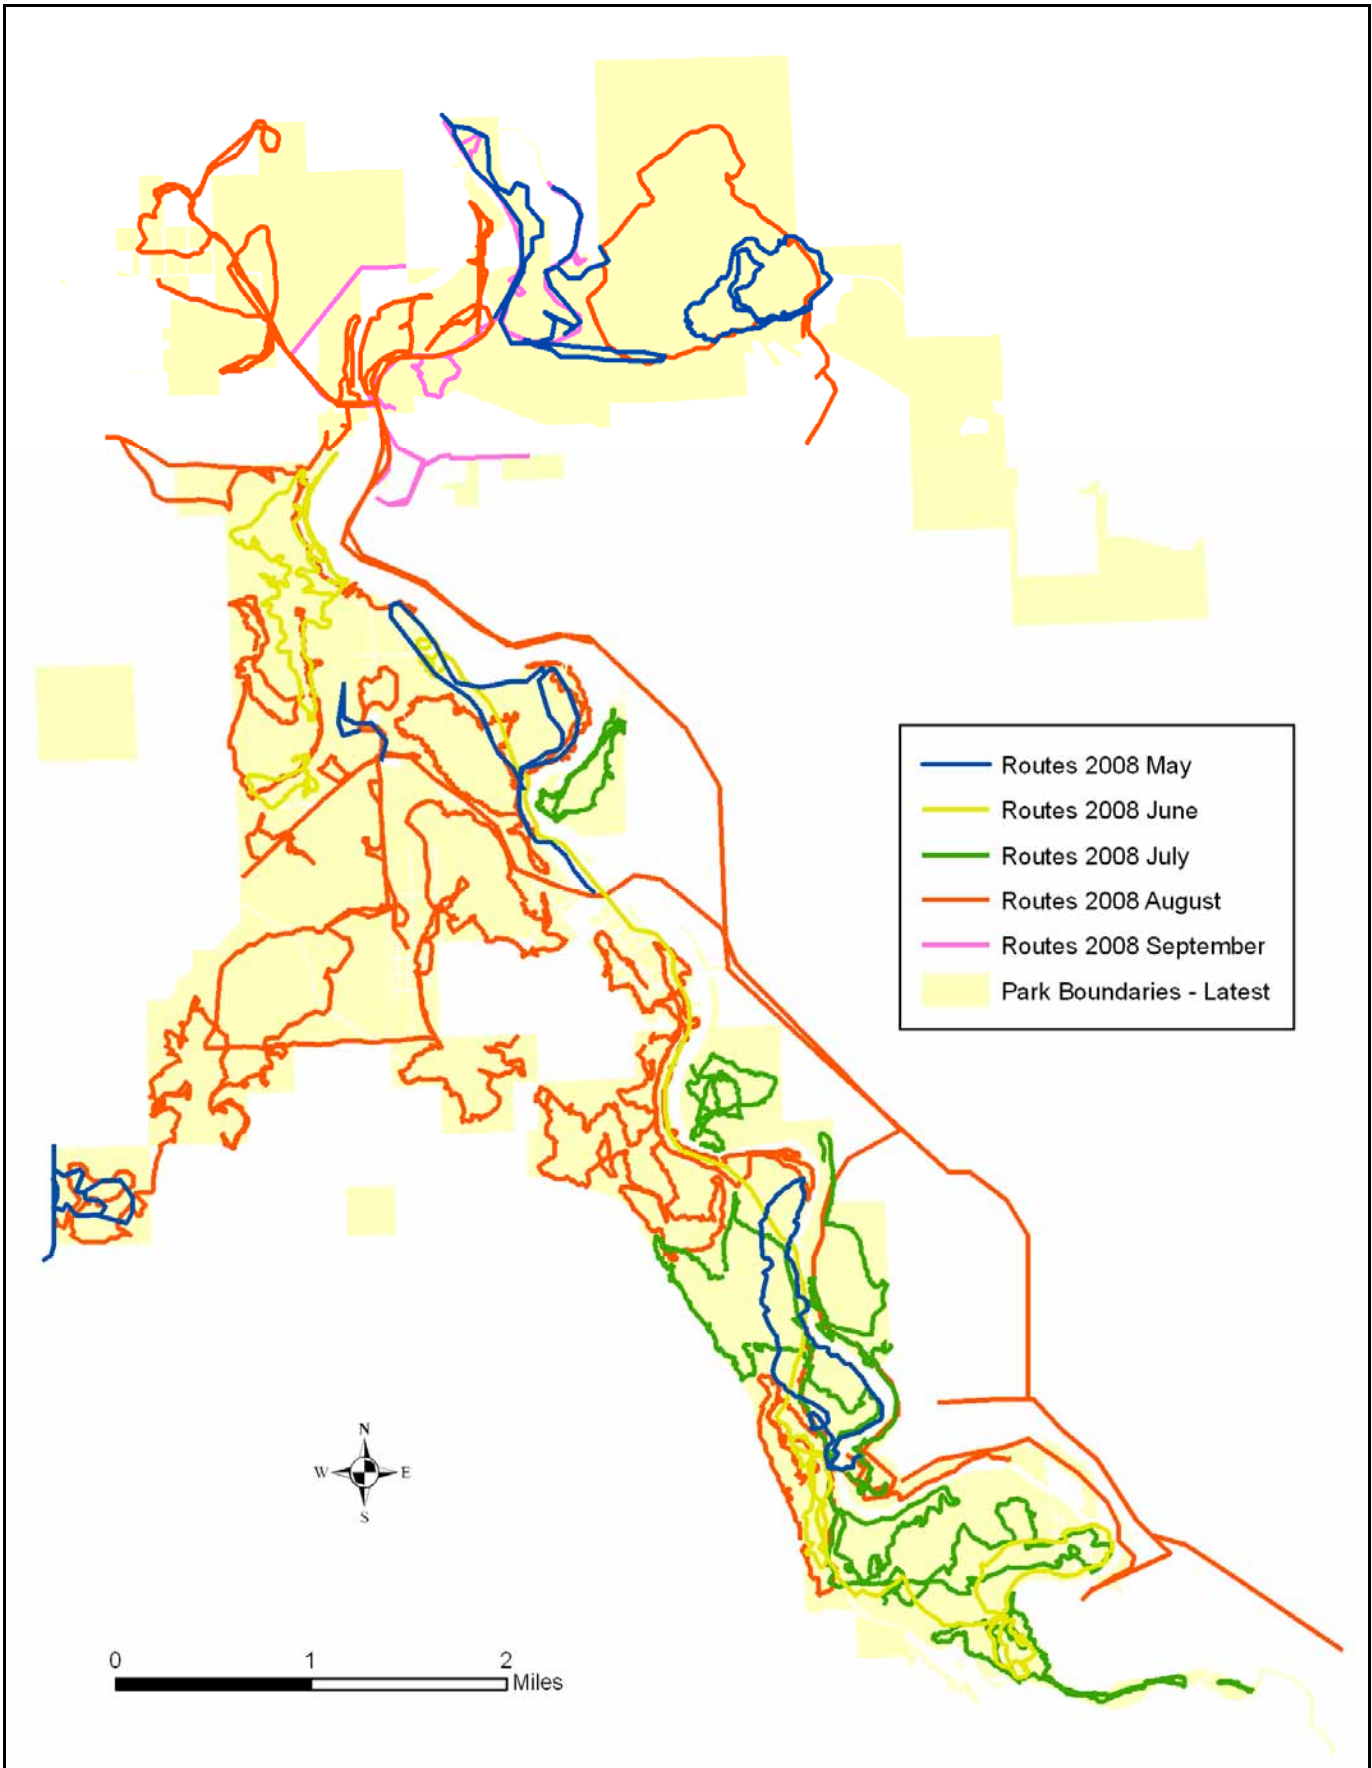 Routes 2008 May
Routes 2008 June
Routes 2008 July
Routes 2008 August
Routes 2008 September
Park Boundaries - Latest
N
W E
S
0 1 2
Miles